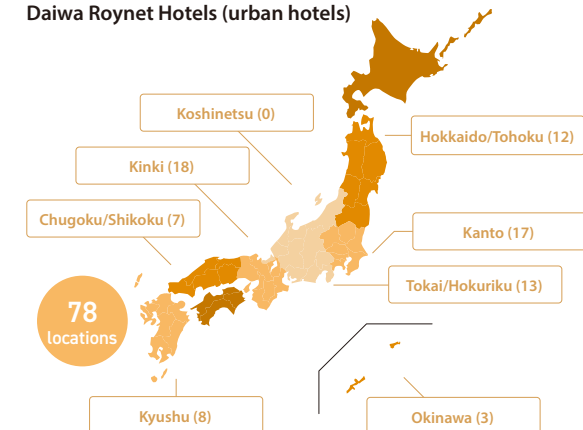 Daiwa Roynet Hotels (urban hotels)
Koshinetsu (0)
Hokkaido/Tohoku (12)
Kinki (18)
Chugoku/Shikoku (7)
Kanto (17)
Tokai/Hokuriku (13)
78
locations
Kyushu (8)
Okinawa (3)